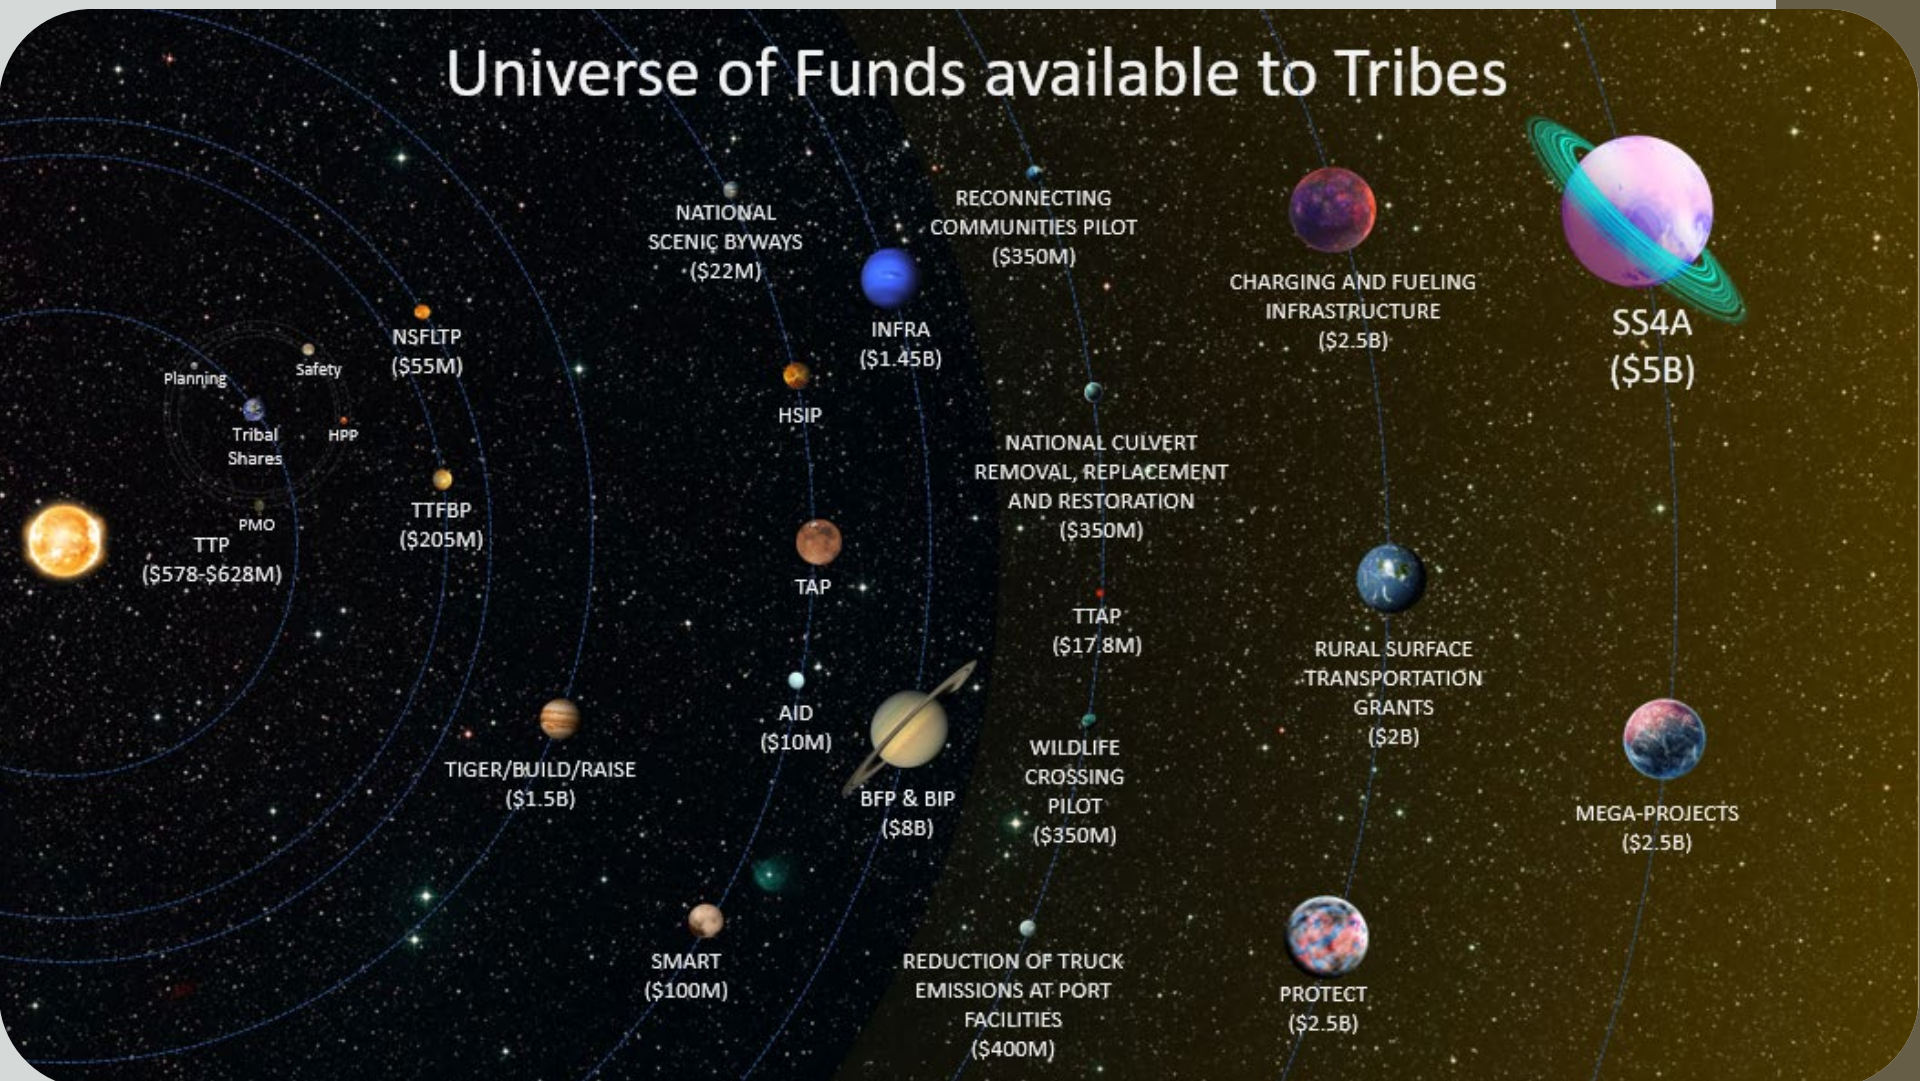 Universe of Funds available to Tribes
Planning
Safety
Tribal
Shares
HPP
PMO
TTP
($578-$628M)
NSFLTP
($55M)
TTFBP
($205M)
TIGER/BUILD/RAISE
($1.5B)
NATIONAL
SCENIC BYWAYS
($22M)
HSIP
TAP
AID
($10M)
SMART
($100M)
INFRA
($1.45B)
BFP & BIP
($8B)
RECONNECTING
COMMUNITIES PILOT
($350M)
NATIONAL CULVERT
REMOVAL, REPLACEMENT
AND RESTORATION
($350M)
TTAP
($17.8M)
WILDLIFE
CROSSING
PILOT
($350M)
REDUCTION OF TRUCK
EMISSIONS AT PORT
FACILITIES
($400M)
CHARGING AND FUELING
INFRASTRUCTURE
($2.5B)
RURAL SURFACE
TRANSPORTATION
GRANTS
($2B)
PROTECT
($2.5B)
SS4A
($5B)
MEGA-PROJECTS
($2.5B)